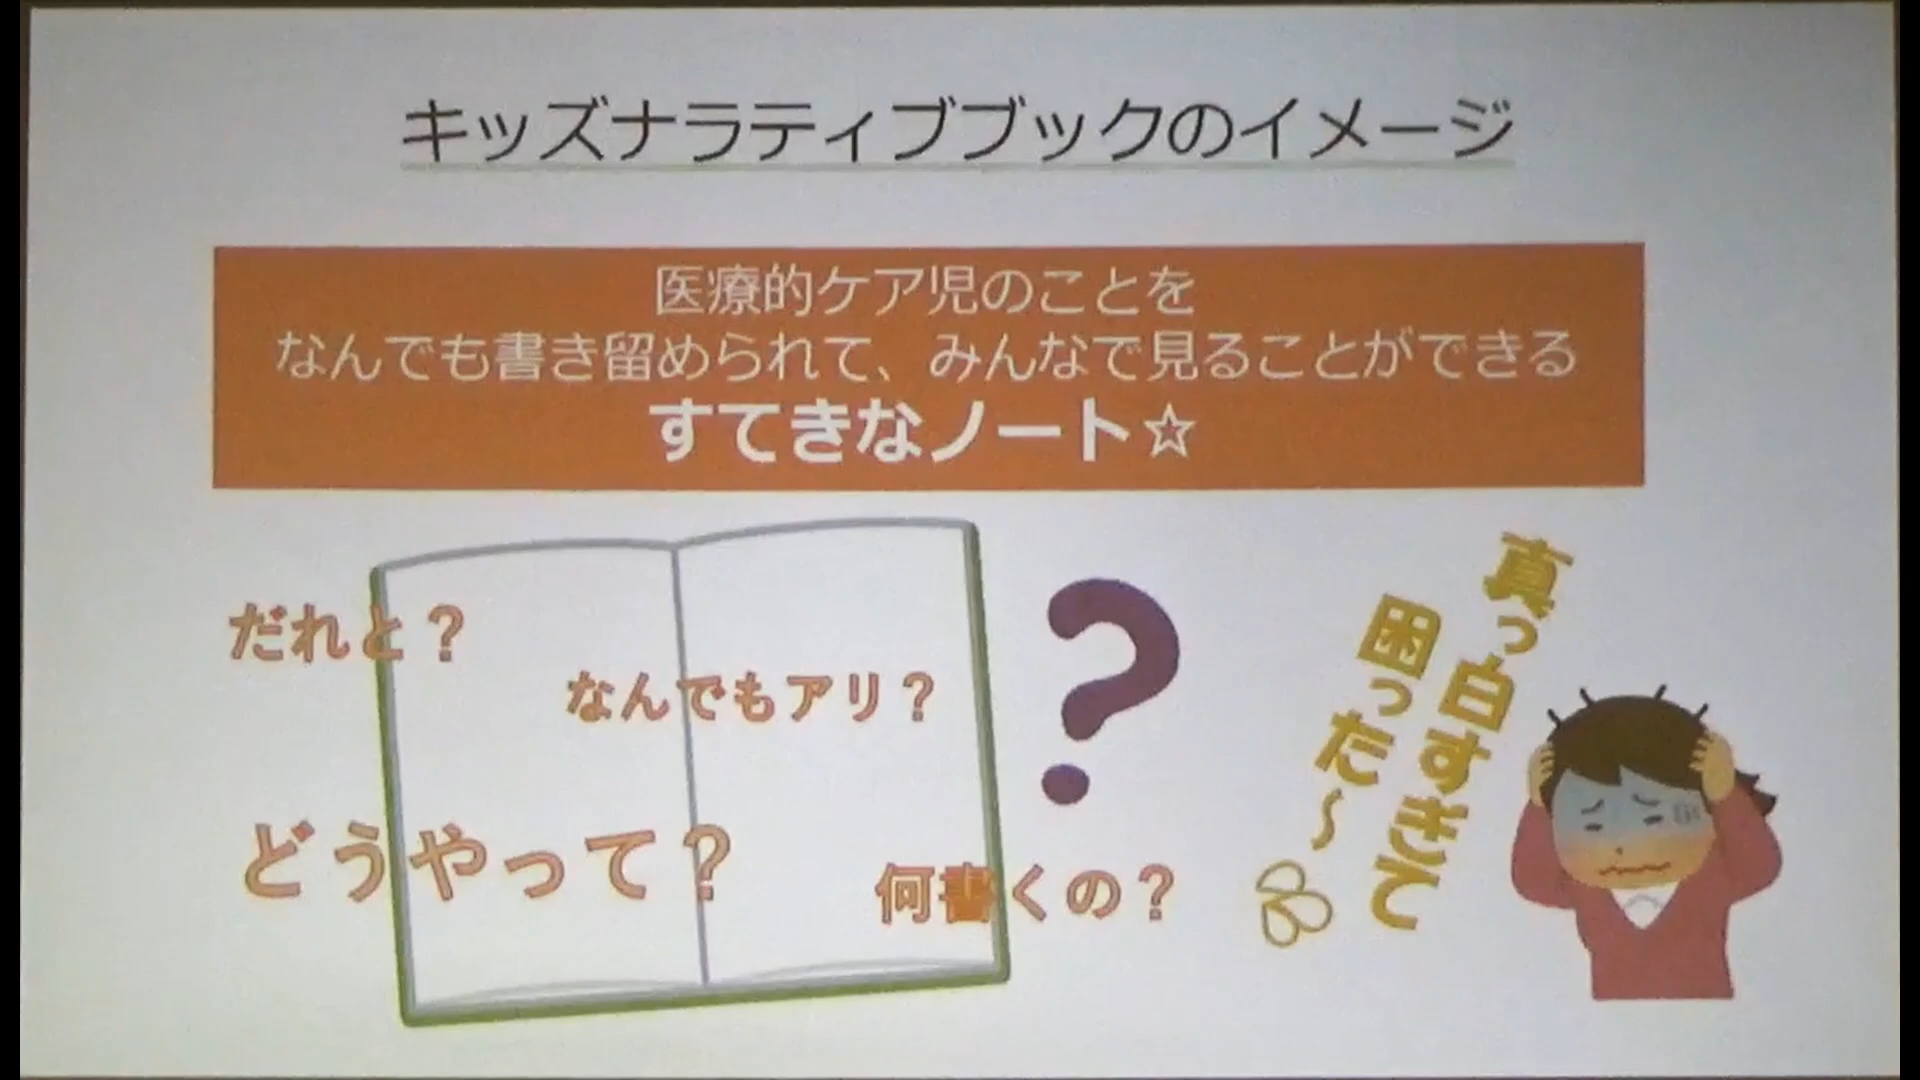 キッズナラティブブックのイメージ
医療的ケア児のことを
なんでも書き留められて、みんなで見ることができる
すてきなノート☆
だれと？
なんでもアリ？
？
どうやって？
何書くの？
真っ白すぎて
困った～